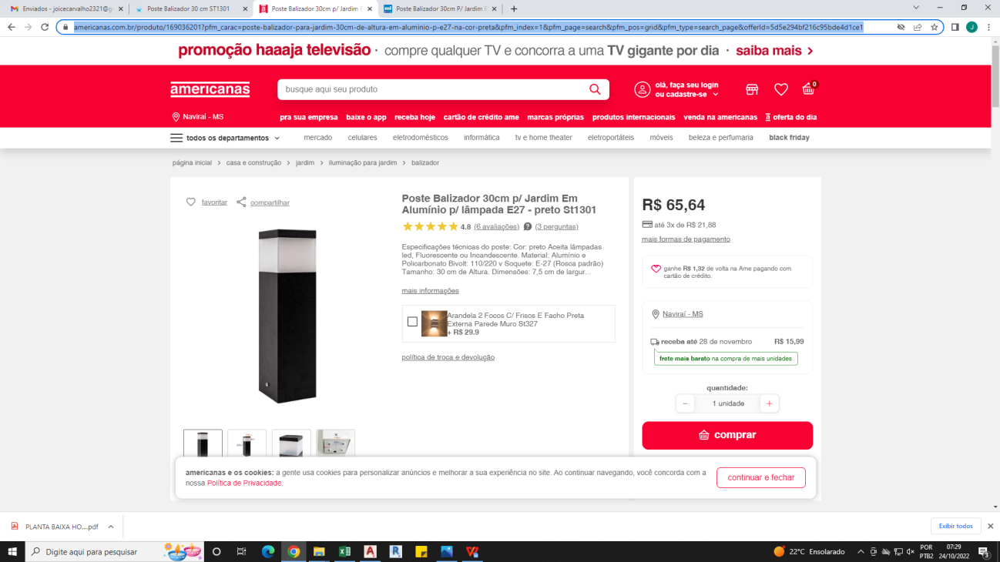 Enviados - joicecarvalho2321@g
Poste Balizador 30 cm ST1301
Poste Balizador 30cm p/ Jardim E
Poste Balizador 30cm P/ Jardim E
americanas.com.br/produto/169036201?pfm_carac=poste-balizador-para-jardim-30cm-de-altura-em-aluminio-p-e27-na-cor-preta&pfm_index=1&pfm_page=search&pfm_pos=grid&pfm_type=search_page&offerId=5d5e294bf216c95bde4d1ce1
J
promoção haaaja televisão · compre qualquer TV e concorra a uma TV gigante por dia · saiba mais >
americanas
busque aqui seu produto
olá, faça seu login
ou cadastre-se
0
Naviraí - MS
pra sua empresa baixe o app receba hoje cartão de crédito ame marcas próprias produtos internacionais venda na americanas oferta do dia
todos os departamentos mercado celulares eletrodomésticos informática tv e home theater eletroportáteis móveis beleza e perfumaria black friday
página inicial > casa e construção > jardim > iluminação para jardim > balizador
favoritar compartilhar
Poste Balizador 30cm p/ Jardim Em
Alumínio p/ lâmpada E27 - preto St1301
4.8 (6 avaliações) (3 perguntas)
Especificações técnicas do poste: Cor: preto Aceita lâmpadas
led, Fluorescente ou Incandescente. Material: Alumínio e
Policarbonato Bivolt: 110/220 v Soquete: E-27 (Rosca padrão)
Tamanho: 30 cm de Altura. Dimensões: 7,5 cm de largur...
mais informações
Arandela 2 Focos C/ Frisos E Facho Preta
Externa Parede Muro St327
+ R$ 29.9
política de troca e devolução
R$ 65,64
até 3x de R$ 21,88
mais formas de pagamento
ganhe R$ 1,32 de volta na Ame pagando com
cartão de crédito.
Naviraí - MS
receba até 28 de novembro R$ 15,99
frete mais barato na compra de mais unidades
quantidade:
- 1 unidade +
comprar
americanas e os cookies: a gente usa cookies para personalizar anúncios e melhorar a sua experiência no site. Ao continuar navegando, você concorda com a
nossa Política de Privacidade.
continuar e fechar
PLANTA BAIXA HO....pdf
Exibir todos
Digite aqui para pesquisar
22°C Ensolarado
POR
PTB2
07:29
24/10/2022
3